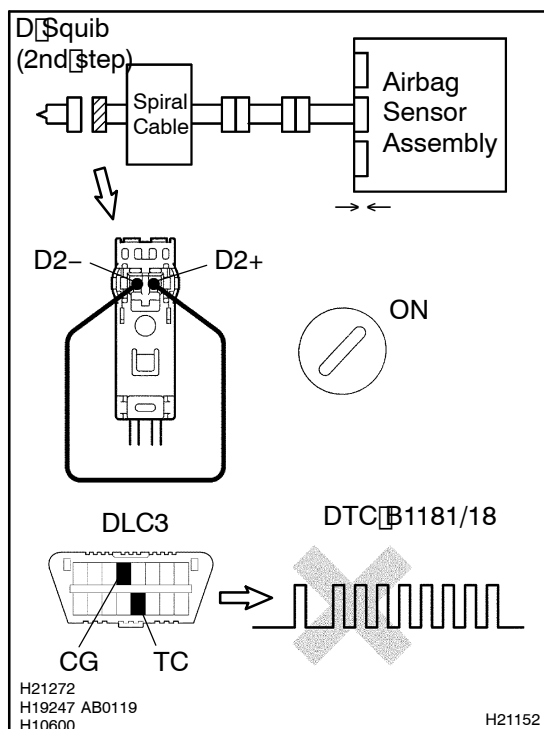 D□Squib
(2nd□step)
Spiral
Cable
Airbag
Sensor
Assembly
D2−
D2+
ON
DLC3
DTC□B1181/18
CG
TC
H21272
H19247 AB0119
H10600
H21152